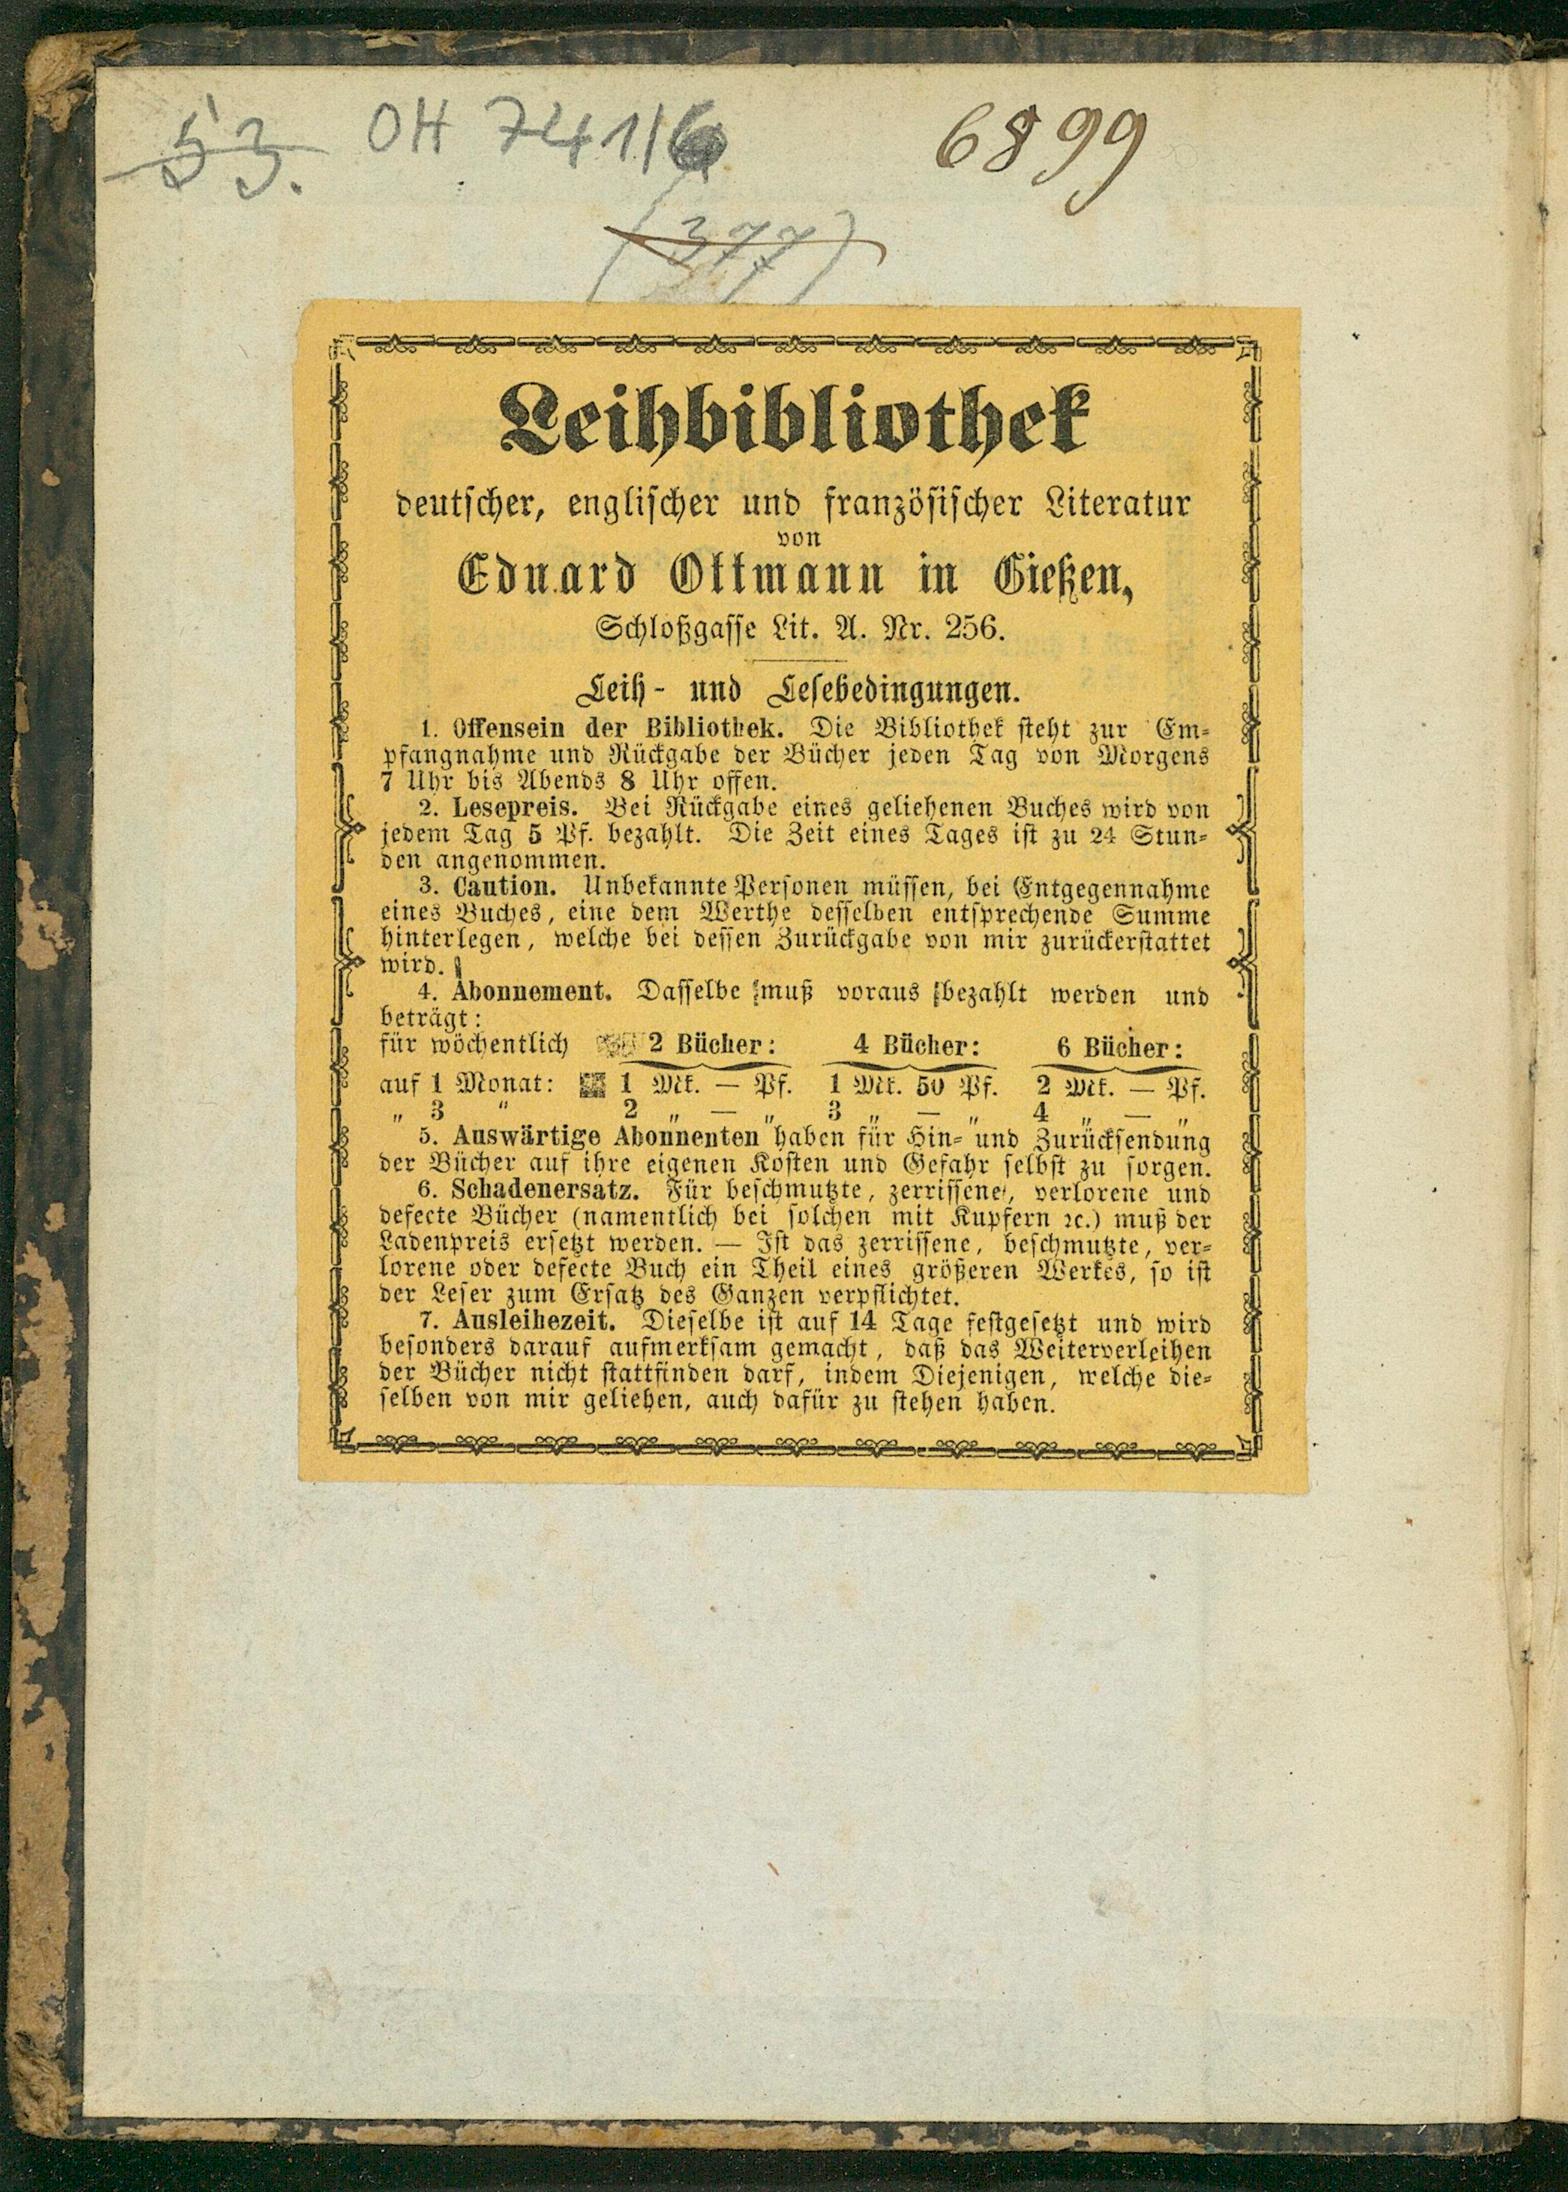 53.
OH 741/6
6899
(377)
Leihbibliothek
deutscher, englischer und französischer Literatur
von
Eduard Ottmann in Gießen,
Schloßgasse Lit. A. Nr. 256.
Leih- und Lesebedingungen.
1. Offensein der Bibliothek. Die Bibliothek steht zur Em-
pfangnahme und Rückgabe der Bücher jeden Tag von Morgens
7 Uhr bis Abends 8 Uhr offen.
2. Lesepreis. Bei Rückgabe eines geliehenen Buches wird von
jedem Tag 5 Pf. bezahlt. Die Zeit eines Tages ist zu 24 Stun-
den angenommen.
3. Caution. Unbekannte Personen müssen, bei Entgegennahme
eines Buches, eine dem Werthe desselben entsprechende Summe
hinterlegen, welche bei dessen Zurückgabe von mir zurückerstattet
wird.
4. Abonnement. Dasselbe muß voraus bezahlt werden und
beträgt:
für wöchentlich 2 Bücher: 4 Bücher: 6 Bücher:
auf 1 Monat: 1 Mk. — Pf. 1 Mk. 50 Pf. 2 Mk. — Pf.
„ 3 „ 2 „ — „ 3 „ — „ 4 „ — „
5. Auswärtige Abonnenten haben für Hin- und Zurücksendung
der Bücher auf ihre eigenen Kosten und Gefahr selbst zu sorgen.
6. Schadenersatz. Für beschmutzte, zerrissene, verlorene und
defecte Bücher (namentlich bei solchen mit Kupfern ꝛc.) muß der
Ladenpreis ersetzt werden. — Ist das zerrissene, beschmutzte, ver-
lorene oder defecte Buch ein Theil eines größeren Werkes, so ist
der Leser zum Ersatz des Ganzen verpflichtet.
7. Ausleihezeit. Dieselbe ist auf 14 Tage festgesetzt und wird
besonders darauf aufmerksam gemacht, daß das Weiterverleihen
der Bücher nicht stattfinden darf, indem Diejenigen, welche die-
selben von mir geliehen, auch dafür zu stehen haben.